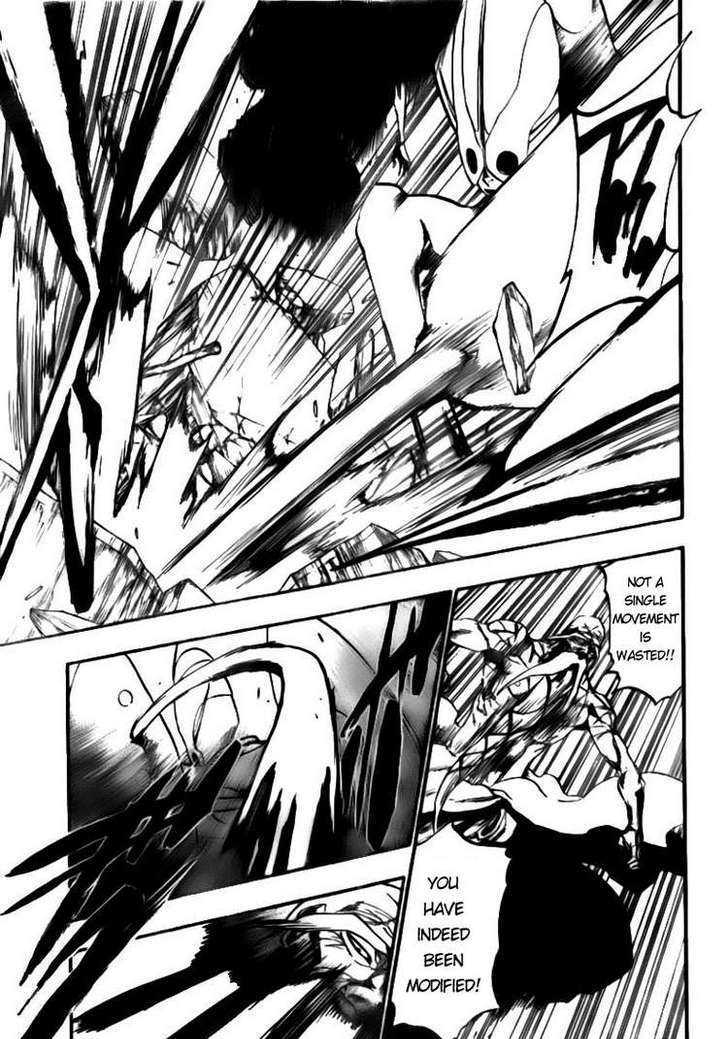 NOT A
SINGLE
MOVEMENT
IS
WASTED!!
YOU
HAVE
INDEED
BEEN
MODIFIED!